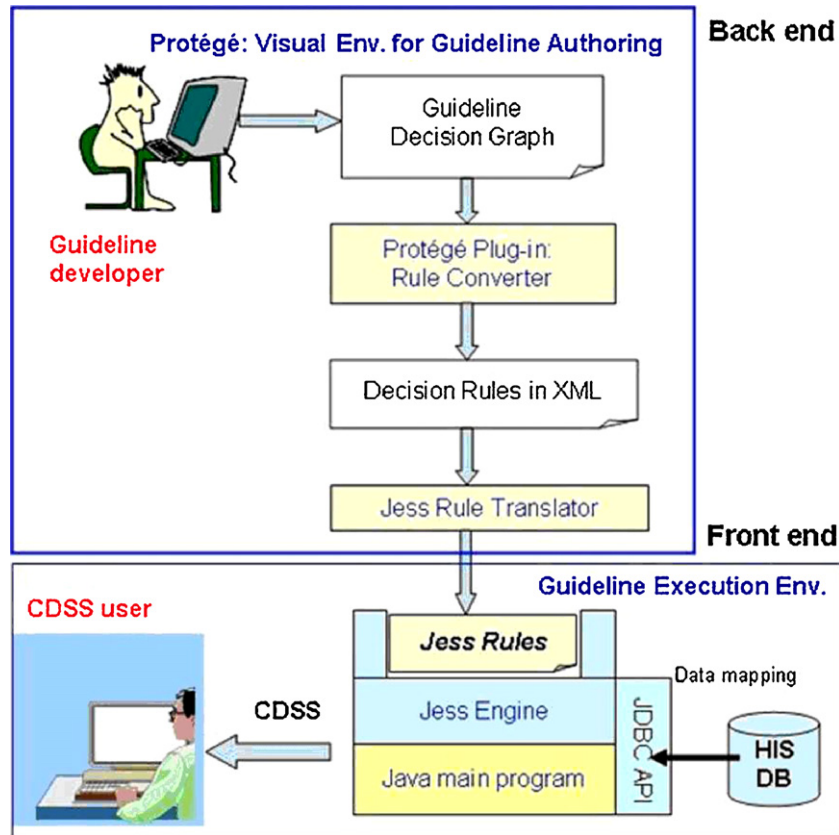 Back end
Protégé: Visual Env. for Guideline Authoring
Guideline
Decision Graph
Guideline
developer
Protégé Plug-in:
Rule Converter
Decision Rules in XML
Jess Rule Translator
Front end
Guideline Execution Env.
CDSS user
Jess Rules
Data mapping
CDSS
Jess Engine
JDBC API
HIS
DB
Java main program